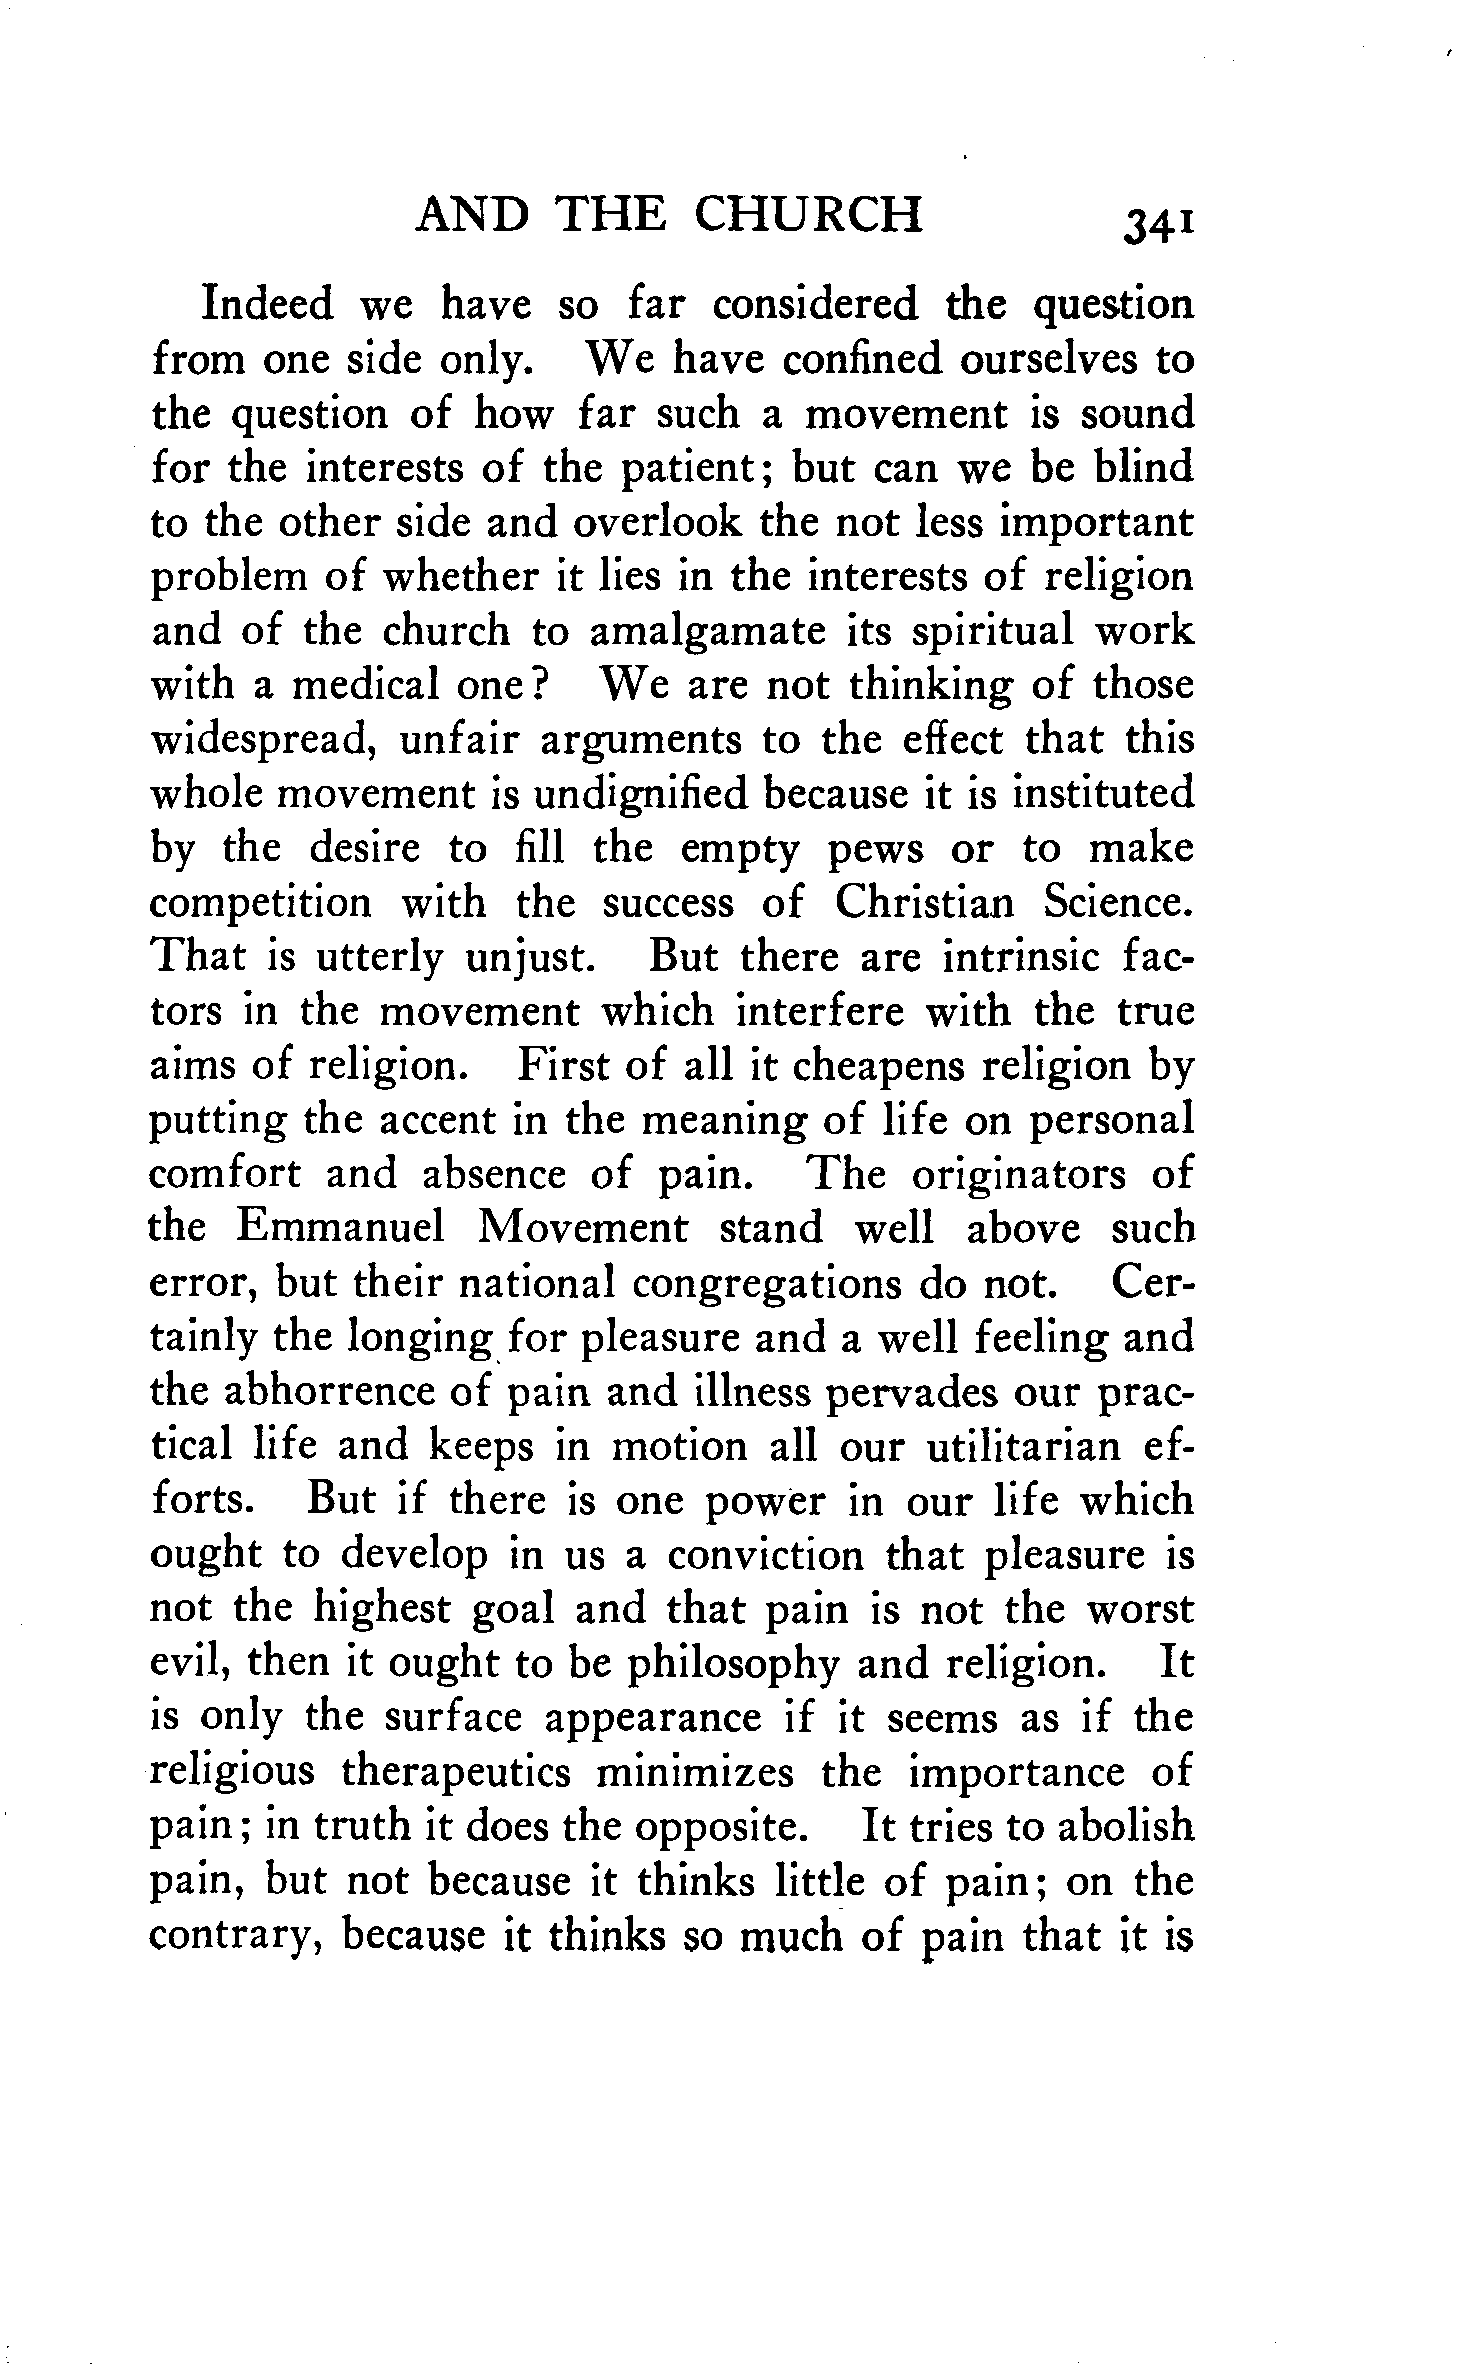 AND THE CHURCH 341
Indeed we have so far considered the question
from one side only. We have confined ourselves to
the question of how far such a movement is sound
for the interests of the patient; but can we be blind
to the other side and overlook the not less important
problem of whether it lies in the interests of religion
and of the church to amalgamate its spiritual work
with a medical one? We are not thinking of those
widespread, unfair arguments to the effect that this
whole movement is undignified because it is instituted
by the desire to fill the empty pews or to make
competition with the success of Christian Science.
That is utterly unjust. But there are intrinsic fac-
tors in the movement which interfere with the true
aims of religion. First of all it cheapens religion by
putting the accent in the meaning of life on personal
comfort and absence of pain. The originators of
the Emmanuel Movement stand well above such
error, but their national congregations do not. Cer-
tainly the longing for pleasure and a well feeling and
the abhorrence of pain and illness pervades our prac-
tical life and keeps in motion all our utilitarian ef-
forts. But if there is one power in our life which
ought to develop in us a conviction that pleasure is
not the highest goal and that pain is not the worst
evil, then it ought to be philosophy and religion. It
is only the surface appearance if it seems as if the
religious therapeutics minimizes the importance of
pain; in truth it does the opposite. It tries to abolish
pain, but not because it thinks little of pain; on the
contrary, because it thinks so much of pain that it is